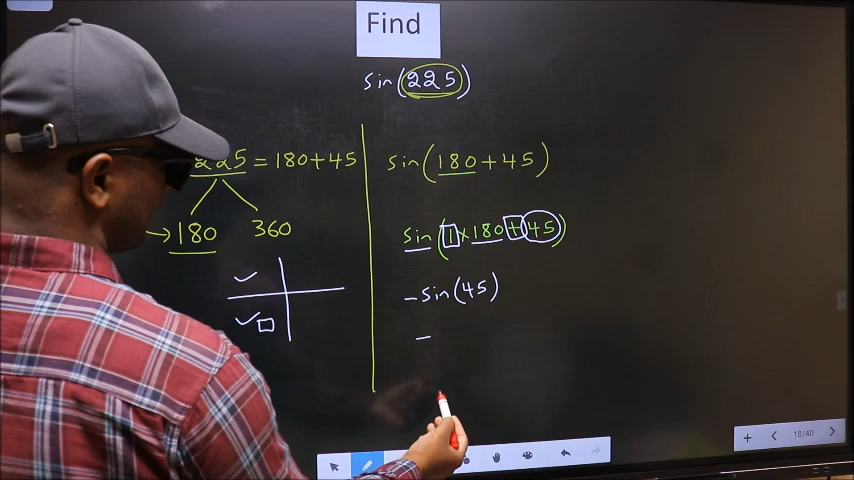 Find
sin(225)
225 = 180+45
180 360
sin(180+45)
sin(1×180+45)
-sin(45)
-
18/40